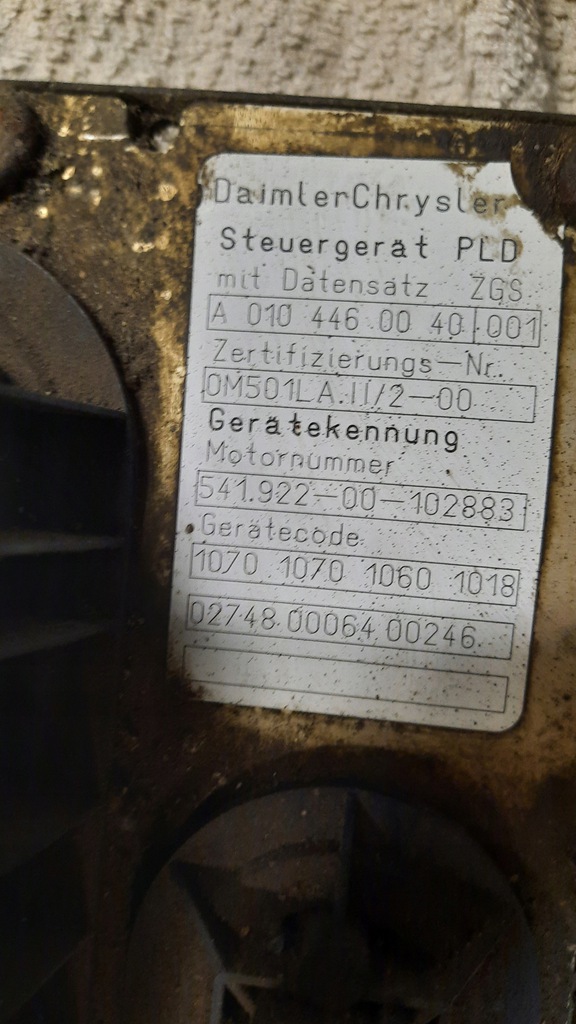 DaimlerChrysler
Steuergerät PLD
mit Datensatz ZGS
A 010 446 00 40 001
Zertifizierungs-Nr.
OM501LA.II/2-00
Gerätekennung
Motornummer
541.922-00-102883
Gerätecode
1070 1070 1060 1018
02748 00064 00246